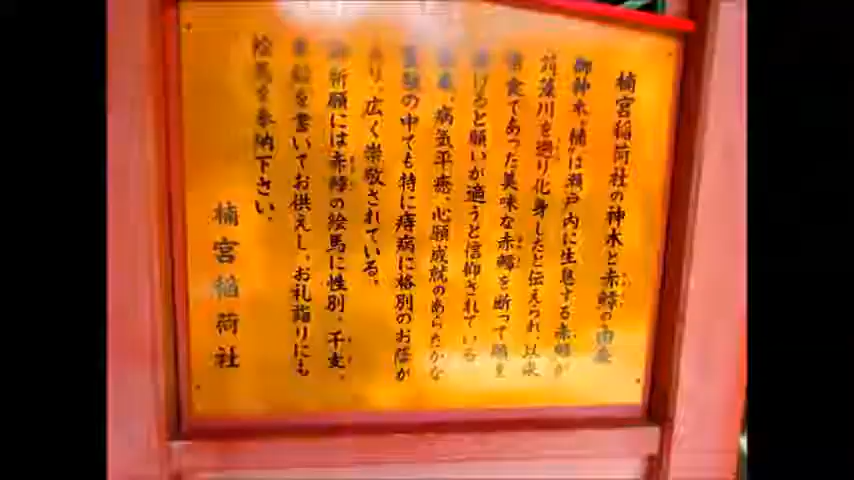 楠宮稲荷社の神木と赤鱏の由来
御神木「楠」は瀬戸内に生息する赤鱏が
筒湊川を遡り化身したと伝えられ、以来
常食であった美味な赤鱏を断って願を
掛けると願いが適うと信仰されている
病気平癒、心願成就のあらたかな
霊験の中でも特に痔病に格別のお蔭が
あり、広く崇敬されている。
祈願には赤鱏の絵馬に性別、干支、
年齢を書いてお供えし、お礼詣りにも
絵馬を奉納下さい。
楠宮稲荷社